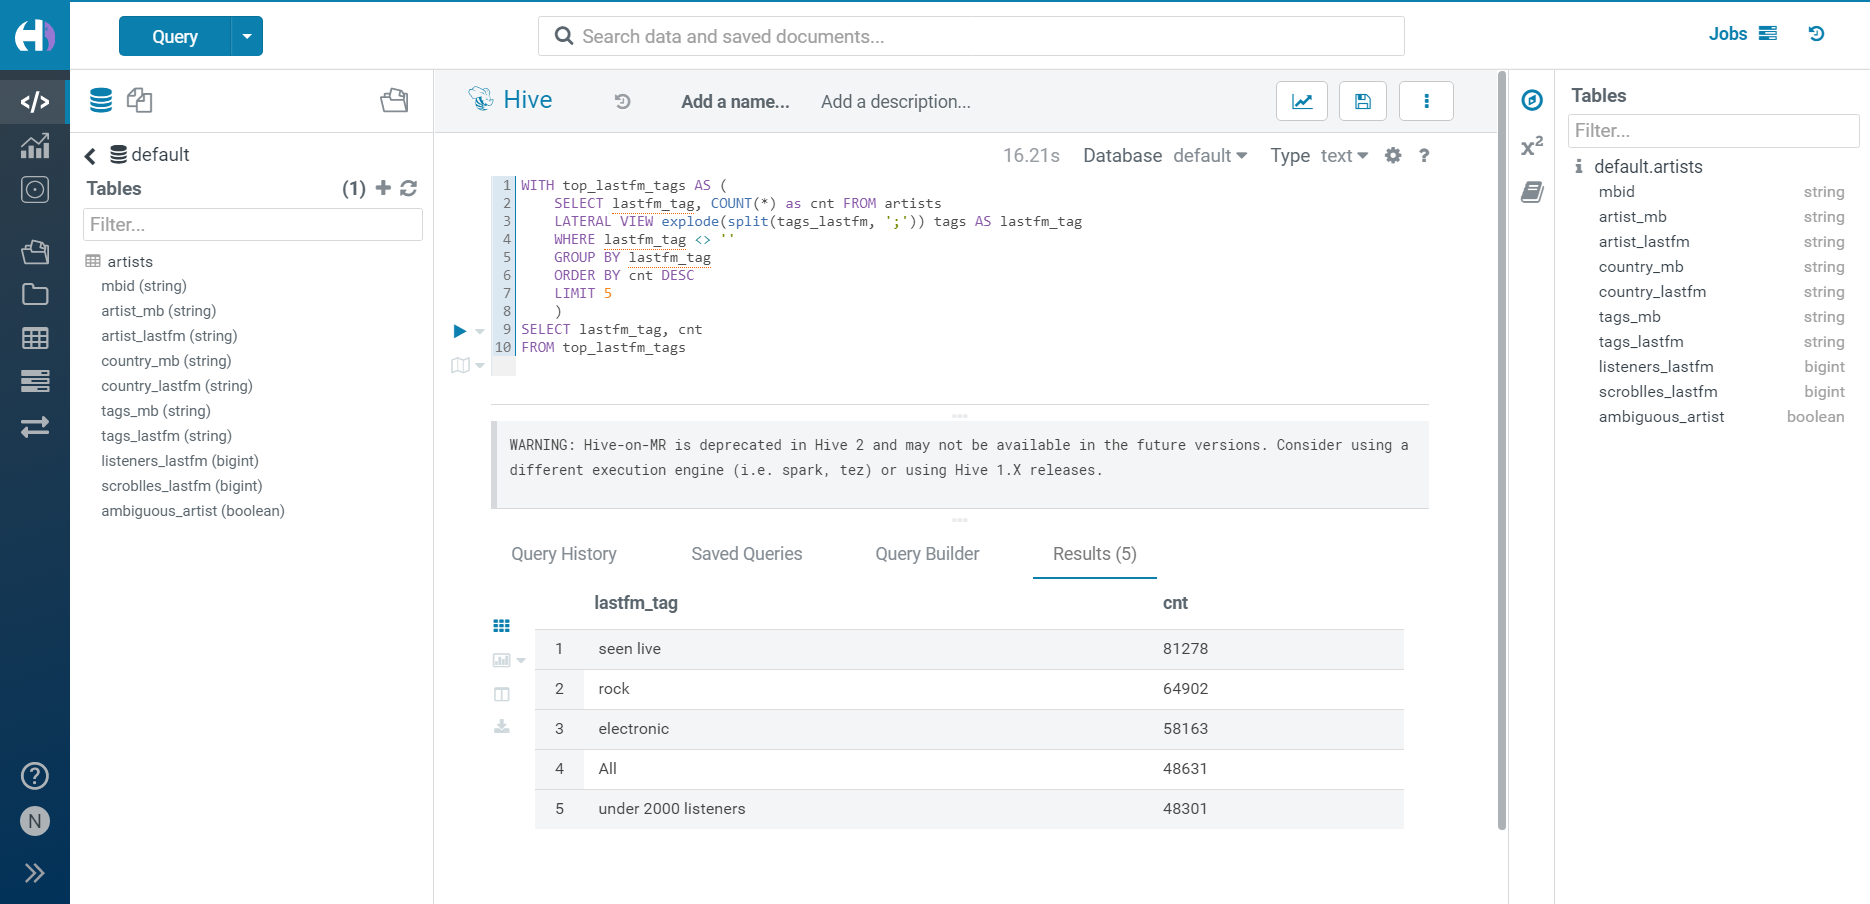 Query
Search data and saved documents...
Jobs
Hive
Add a name...
Add a description...
default
Tables
(1)
Filter...
artists
mbid (string)
artist_mb (string)
artist_lastfm (string)
country_mb (string)
country_lastfm (string)
tags_mb (string)
tags_lastfm (string)
listeners_lastfm (bigint)
scroblles_lastfm (bigint)
ambiguous_artist (boolean)
N
16.21s Database default Type text ?
1 WITH top_lastfm_tags AS (
2 SELECT lastfm_tag, COUNT(*) as cnt FROM artists
3 LATERAL VIEW explode(split(tags_lastfm, ';')) tags AS lastfm_tag
4 WHERE lastfm_tag <> ''
5 GROUP BY lastfm_tag
6 ORDER BY cnt DESC
7 LIMIT 5
8 )
9 SELECT lastfm_tag, cnt
10 FROM top_lastfm_tags
WARNING: Hive-on-MR is deprecated in Hive 2 and may not be available in the future versions. Consider using a
different execution engine (i.e. spark, tez) or using Hive 1.X releases.
Query History Saved Queries Query Builder Results (5)
lastfm_tag cnt
1 seen live 81278
2 rock 64902
3 electronic 58163
4 All 48631
5 under 2000 listeners 48301
x²
Tables
Filter...
default.artists
mbid string
artist_mb string
artist_lastfm string
country_mb string
country_lastfm string
tags_mb string
tags_lastfm string
listeners_lastfm bigint
scroblles_lastfm bigint
ambiguous_artist boolean